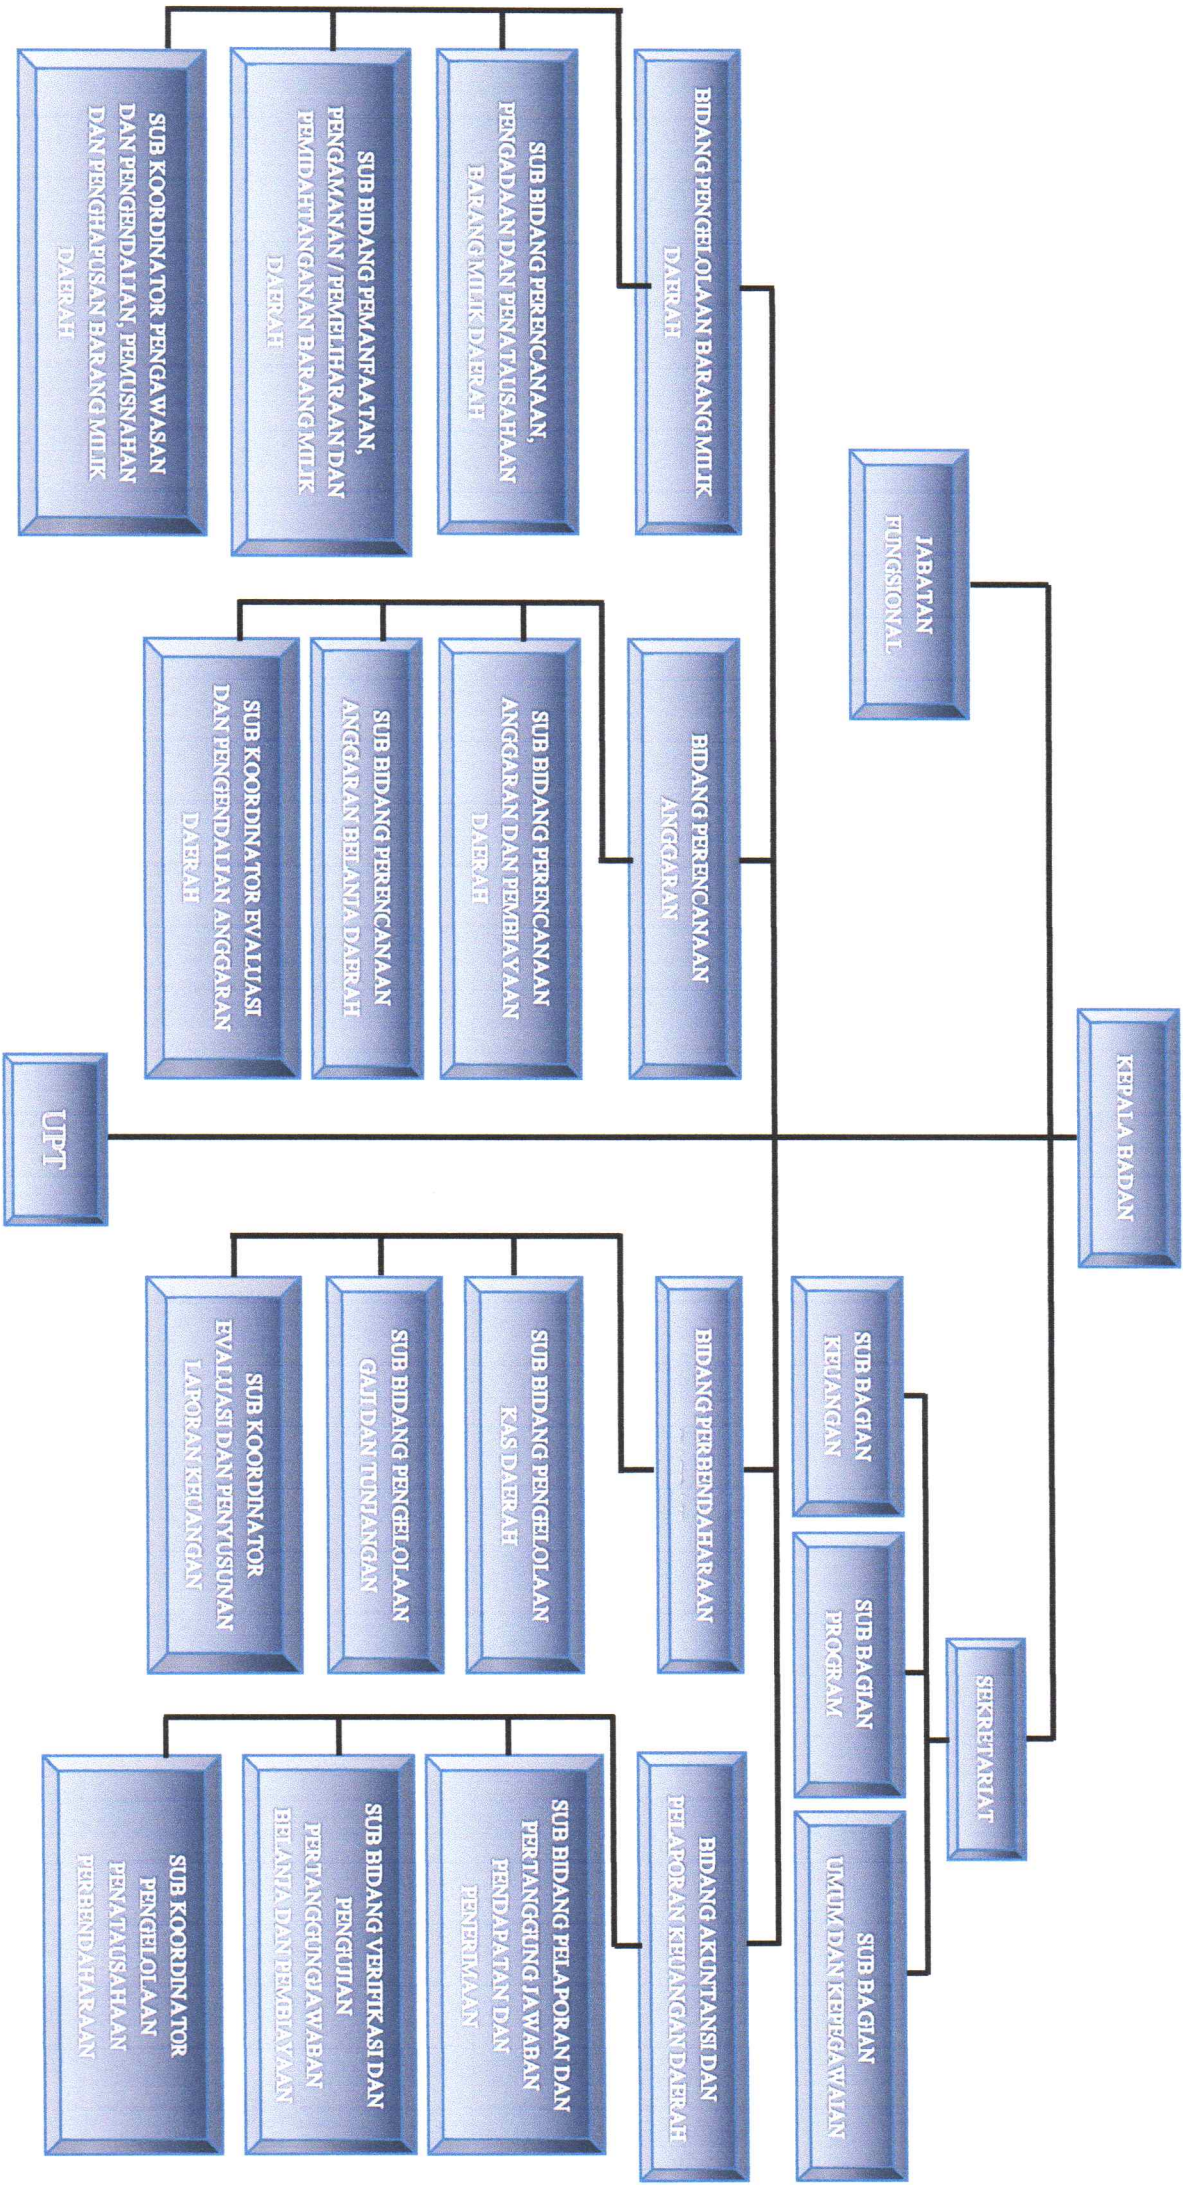 KEPALA BADAN
JABATAN
FUNGSIONAL
SEKRETARIAT
SUB BAGIAN
KEUANGAN
SUB BAGIAN
PROGRAM
SUB BAGIAN
UMUM DAN KEPEGAWAIAN
BIDANG PENGELOLAAN BARANG MILIK
DAERAH
SUB BIDANG PERENCANAAN,
PENGADAAN DAN PENATAUSAHAAN
BARANG MILIK DAERAH
SUB BIDANG PEMANFAATAN,
PENGAMANAN / PEMELIHARAAN DAN
PEMIDAHTANGANAN BARANG MILIK
DAERAH
SUB KOORDINATOR PENGAWASAN
DAN PENGENDALIAN, PEMUSNAHAN
DAN PENGHAPUSAN BARANG MILIK
DAERAH
BIDANG PERENCANAAN
ANGGARAN
SUB BIDANG PERENCANAAN
ANGGARAN DAN PEMBIAYAAN
DAERAH
SUB BIDANG PERENCANAAN
ANGGARAN BELANJA DAERAH
SUB KOORDINATOR EVALUASI
DAN PENGENDALIAN ANGGARAN
DAERAH
BIDANG PERBENDAHARAAN
SUB BIDANG PENGELOLAAN
KAS DAERAH
SUB BIDANG PENGELOLAAN
GAJI DAN TUNJANGAN
SUB KOORDINATOR
EVALUASI DAN PENYUSUNAN
LAPORAN KEUANGAN
BIDANG AKUNTANSI DAN
PELAPORAN KEUANGAN DAERAH
SUB BIDANG PELAPORAN DAN
PERTANGGUNG JAWABAN
PENDAPATAN DAN
PENERIMAAN
SUB BIDANG VERIFIKASI DAN
PENGUJIAN
PERTANGGUNGJAWABAN
BELANJA DAN PEMBIAYAAN
SUB KOORDINATOR
PENGELOLAAN
PENATAUSAHAAN
PERBENDAHARAAN
UPT